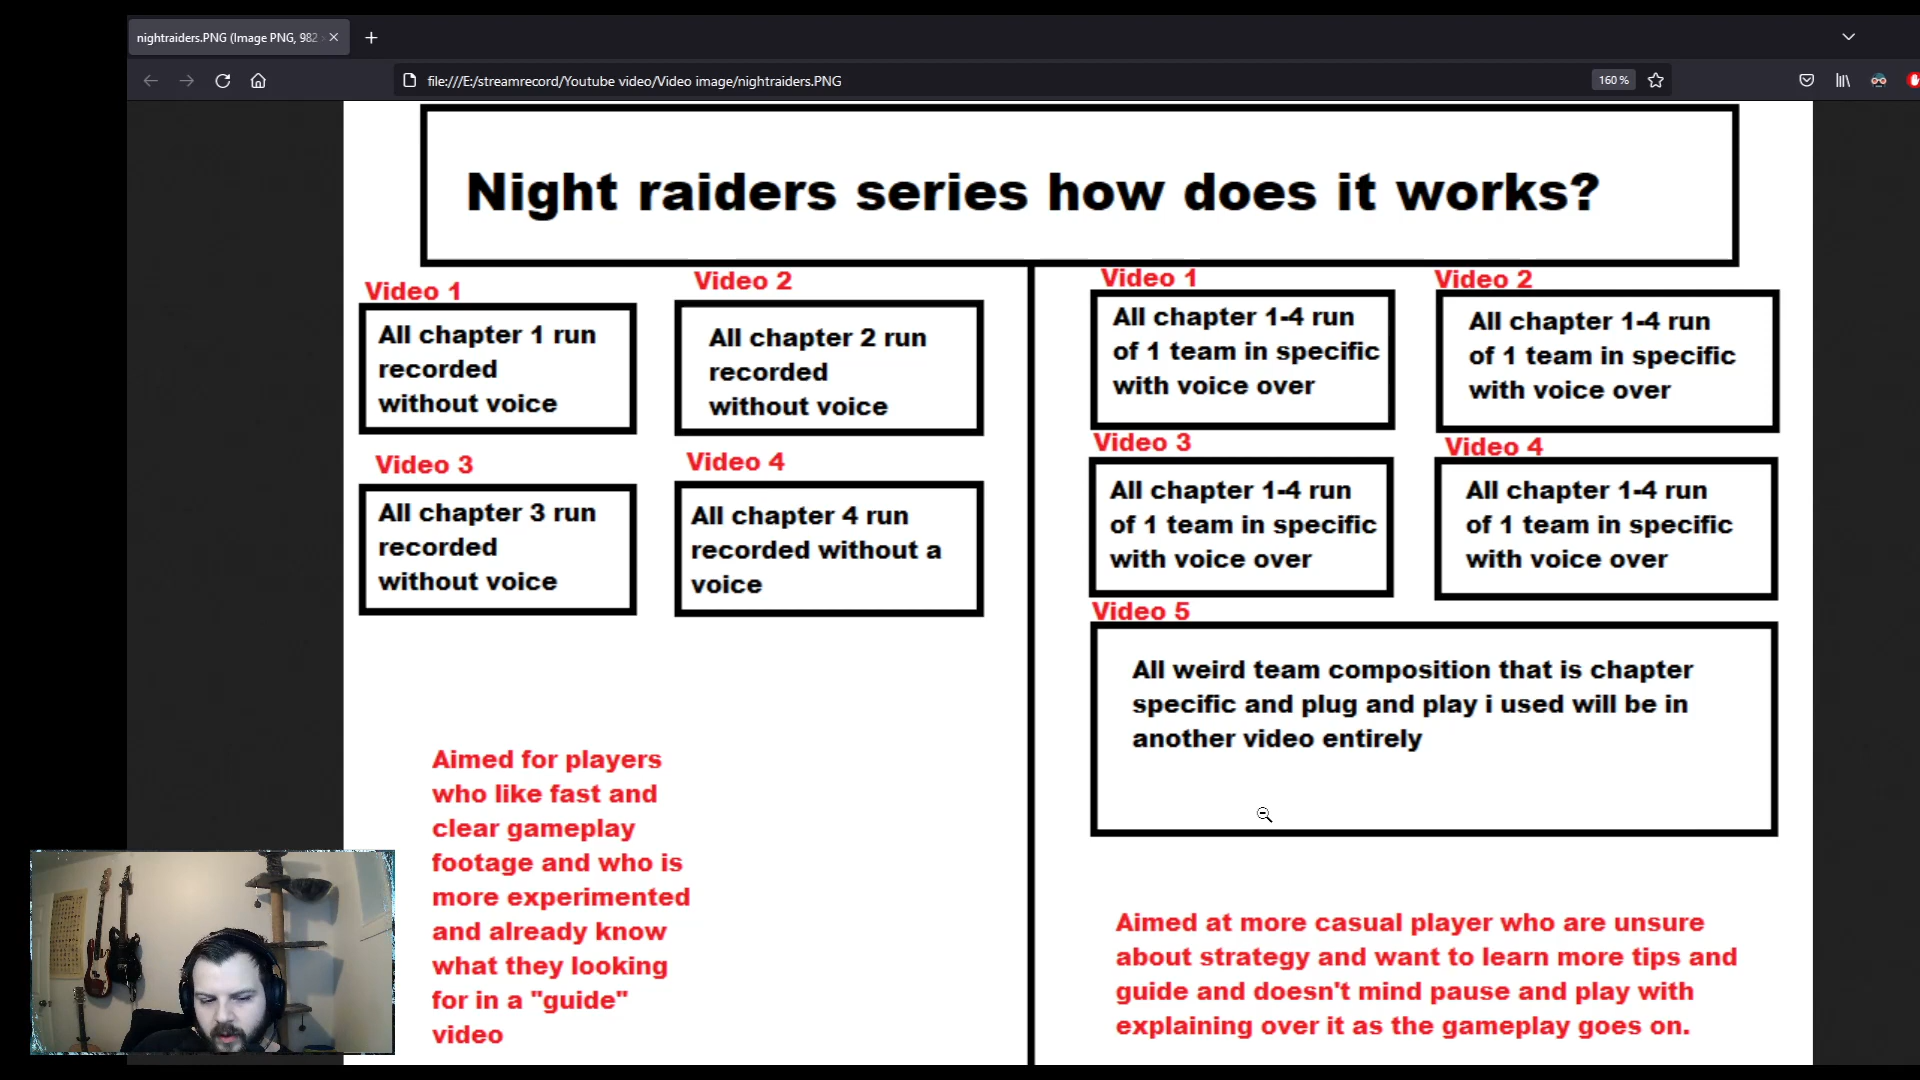 nightraiders.PNG (Image PNG, 982
file:///E:/streamrecord/Youtube video/Video image/nightraiders.PNG
160 %
Night raiders series how does it works?
Video 1
All chapter 1 run
recorded
without voice
Video 2
All chapter 2 run
recorded
without voice
Video 3
All chapter 3 run
recorded
without voice
Video 4
All chapter 4 run
recorded without a
voice
Aimed for players
who like fast and
clear gameplay
footage and who is
more experimented
and already know
what they looking
for in a "guide"
video
Video 1
All chapter 1-4 run
of 1 team in specific
with voice over
Video 2
All chapter 1-4 run
of 1 team in specific
with voice over
Video 3
All chapter 1-4 run
of 1 team in specific
with voice over
Video 4
All chapter 1-4 run
of 1 team in specific
with voice over
Video 5
All weird team composition that is chapter
specific and plug and play i used will be in
another video entirely
Aimed at more casual player who are unsure
about strategy and want to learn more tips and
guide and doesn't mind pause and play with
explaining over it as the gameplay goes on.